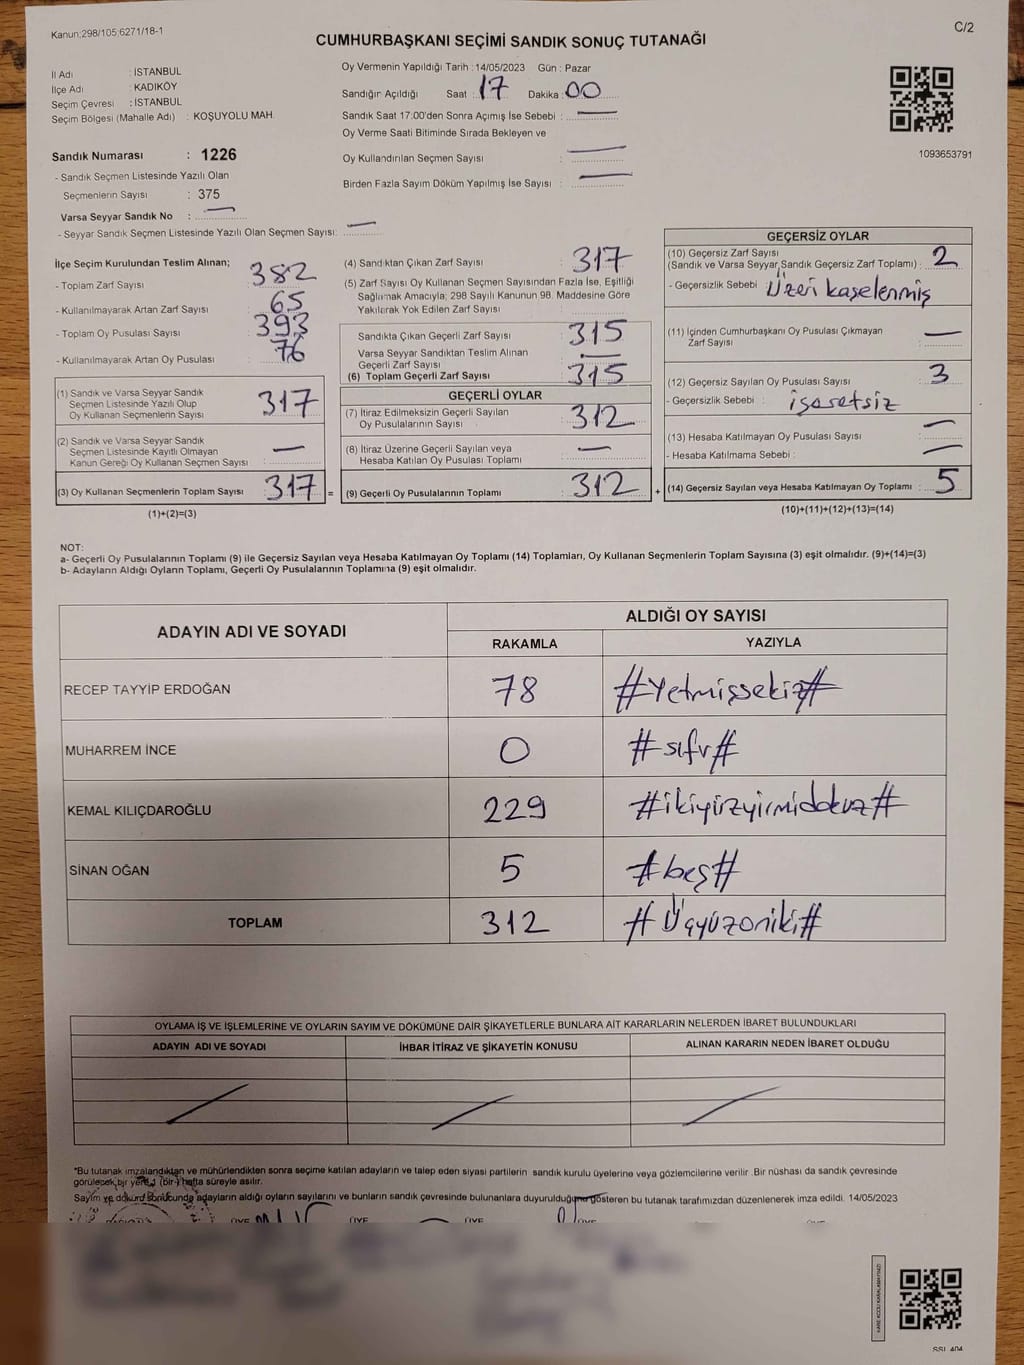 Kanun;298/105;6271/18-1
C/2
CUMHURBAŞKANI SEÇİMİ SANDIK SONUÇ TUTANAĞI
İl Adı : İSTANBUL
İlçe Adı : KADIKÖY
Seçim Çevresi : İSTANBUL
Seçim Bölgesi (Mahalle Adı) : KOŞUYOLU MAH.
Sandık Numarası : 1226
- Sandık Seçmen Listesinde Yazılı Olan
Seçmenlerin Sayısı : 375
Varsa Seyyar Sandık No : —
- Seyyar Sandık Seçmen Listesinde Yazılı Olan Seçmen Sayısı: —
Oy Vermenin Yapıldığı Tarih : 14/05/2023 Gün : Pazar
Sandığın Açıldığı Saat : 17 Dakika : 00
Sandık Saat 17:00'den Sonra Açımış İse Sebebi : —
Oy Verme Saati Bitiminde Sırada Bekleyen ve
Oy Kullandırılan Seçmen Sayısı : —
Birden Fazla Sayım Döküm Yapılmış İse Sayısı : —
1093653791
İlçe Seçim Kurulundan Teslim Alınan;
- Toplam Zarf Sayısı : 382
- Kullanılmayarak Artan Zarf Sayısı : 65
- Toplam Oy Pusulası Sayısı : 393
- Kullanılmayarak Artan Oy Pusulası : 76
(1) Sandık ve Varsa Seyyar Sandık
Seçmen Listesinde Yazılı Olup
Oy Kullanan Seçmenlerin Sayısı : 317
(2) Sandık ve Varsa Seyyar Sandık
Seçmen Listesinde Kayıtlı Olmayan
Kanun Gereği Oy Kullanan Seçmen Sayısı : —
(3) Oy Kullanan Seçmenlerin Toplam Sayısı : 317 =
(1)+(2)=(3)
(4) Sandıktan Çıkan Zarf Sayısı : 317
(5) Zarf Sayısı Oy Kullanan Seçmen Sayısından Fazla İse, Eşitliği
Sağlamak Amacıyla; 298 Sayılı Kanunun 98. Maddesine Göre
Yakılarak Yok Edilen Zarf Sayısı :
Sandıkta Çıkan Geçerli Zarf Sayısı : 315
Varsa Seyyar Sandıktan Teslim Alınan
Geçerli Zarf Sayısı : —
(6) Toplam Geçerli Zarf Sayısı : 315
GEÇERLİ OYLAR
(7) İtiraz Edilmeksizin Geçerli Sayılan
Oy Pusulalarının Sayısı : 312
(8) İtiraz Üzerine Geçerli Sayılan veya
Hesaba Katılan Oy Pusulası Toplamı : —
(9) Geçerli Oy Pusulalarının Toplamı : 312 +
GEÇERSİZ OYLAR
(10) Geçersiz Zarf Sayısı
(Sandık ve Varsa Seyyar Sandık Geçersiz Zarf Toplamı) : 2
- Geçersizlik Sebebi : Üzeri kaşelenmiş
(11) İçinden Cumhurbaşkanı Oy Pusulası Çıkmayan
Zarf Sayısı : —
(12) Geçersiz Sayılan Oy Pusulası Sayısı : 3
- Geçersizlik Sebebi : işaretsiz
(13) Hesaba Katılmayan Oy Pusulası Sayısı : —
- Hesaba Katılmama Sebebi : —
(14) Geçersiz Sayılan veya Hesaba Katılmayan Oy Toplamı : 5
(10)+(11)+(12)+(13)=(14)
NOT:
a- Geçerli Oy Pusulalarının Toplamı (9) ile Geçersiz Sayılan veya Hesaba Katılmayan Oy Toplamı (14) Toplamları, Oy Kullanan Seçmenlerin Toplam Sayısına (3) eşit olmalıdır. (9)+(14)=(3)
b- Adayların Aldığı Oyların Toplamı, Geçerli Oy Pusulalarının Toplamına (9) eşit olmalıdır.
ADAYIN ADI VE SOYADI ALDIĞI OY SAYISI
RAKAMLA YAZIYLA
RECEP TAYYİP ERDOĞAN 78 #Yetmişsekiz#
MUHARREM İNCE 0 #sıfır#
KEMAL KILIÇDAROĞLU 229 #ikiyüzyirmidokuz#
SİNAN OĞAN 5 #beş#
TOPLAM 312 #Üçyüzoniki#
OYLAMA İŞ VE İŞLEMLERİNE VE OYLARIN SAYIM VE DÖKÜMÜNE DAİR ŞİKAYETLERLE BUNLARA AİT KARARLARIN NELERDEN İBARET BULUNDUKLARI
ADAYIN ADI VE SOYADI İHBAR İTİRAZ VE ŞİKAYETİN KONUSU ALINAN KARARIN NEDEN İBARET OLDUĞU
*Bu tutanak imzalandıktan ve mühürlendikten sonra seçime katılan adayların ve talep eden siyasi partilerin sandık kurulu üyelerine veya gözlemcilerine verilir .Bir nüshası da sandık çevresinde
görülecek bir yere 1 (bir ) hafta süreyle asılır.
Sayım ve dökümü sonucunda adayların aldığı oyların sayılarını ve bunların sandık çevresinde bulunanlara duyurulduğunu gösteren bu tutanak tarafımızdan düzenlenerek imza edildi. 14/05/2023
ÜYE ÜYE ÜYE